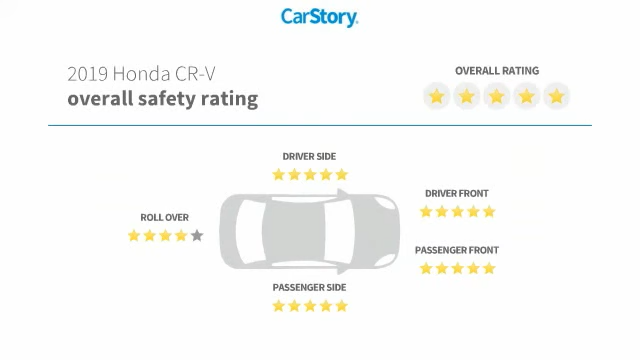 CarStory
2019 Honda CR-V
overall safety rating
OVERALL RATING
DRIVER SIDE
DRIVER FRONT
ROLL OVER
PASSENGER FRONT
PASSENGER SIDE